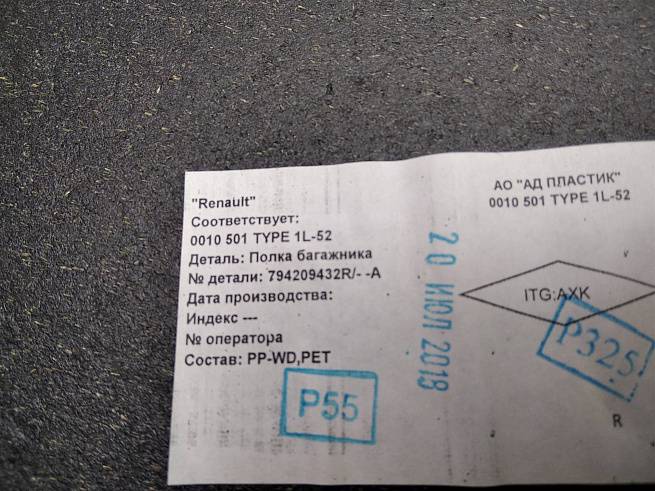 "Renault"
Соответствует:
0010 501 TYPE 1L-52
Деталь: Полка багажника
№ детали: 794209432R/- -A
Дата производства:
Индекс ---
№ оператора
Состав: PP-WD,PET
P55
20 ИЮЛ 2018
АО "АД ПЛАСТИК"
0010 501 TYPE 1L-52
ITG:AXK
P325
R